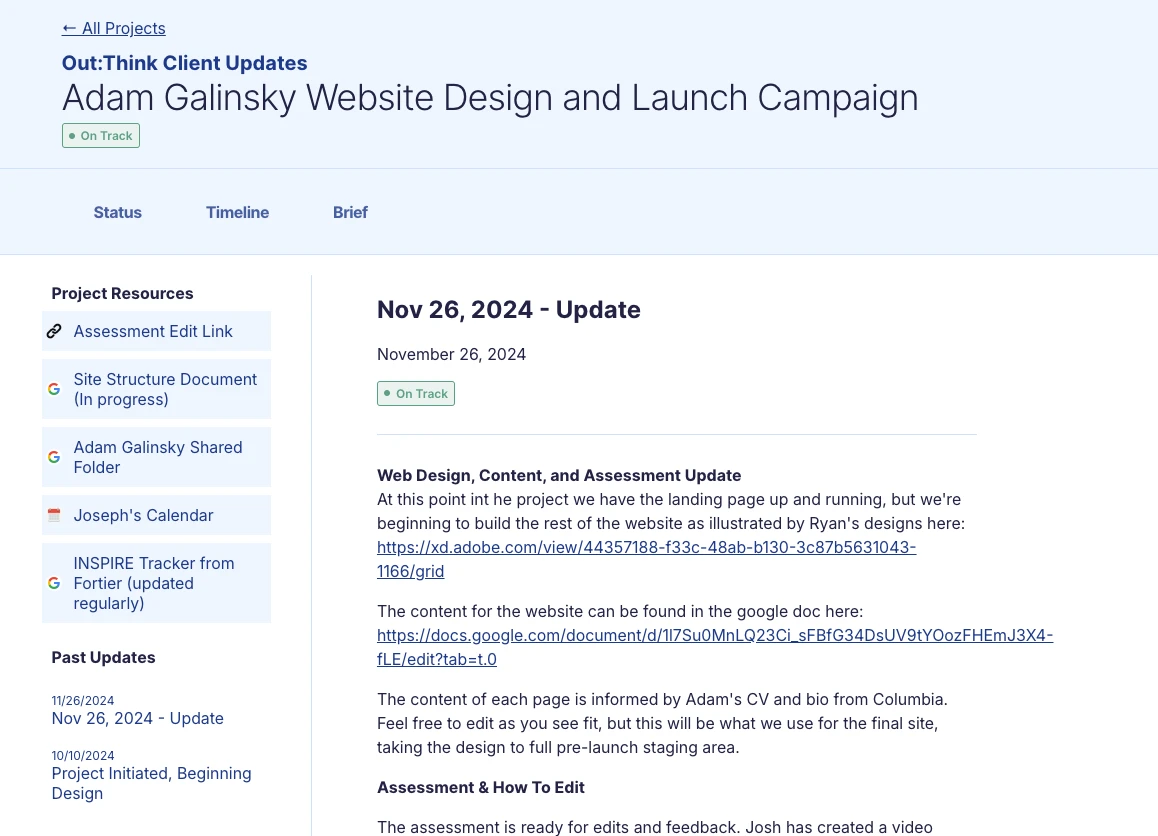 ← All Projects
Out:Think Client Updates
Adam Galinsky Website Design and Launch Campaign
On Track
Status
Timeline
Brief
Project Resources
Assessment Edit Link
Site Structure Document
(In progress)
Adam Galinsky Shared
Folder
Joseph's Calendar
INSPIRE Tracker from
Fortier (updated
regularly)
Past Updates
11/26/2024
Nov 26, 2024 - Update
10/10/2024
Project Initiated, Beginning
Design
Nov 26, 2024 - Update
November 26, 2024
On Track
Web Design, Content, and Assessment Update
At this point int he project we have the landing page up and running, but we're
beginning to build the rest of the website as illustrated by Ryan's designs here:
https://xd.adobe.com/view/44357188-f33c-48ab-b130-3c87b5631043-
1166/grid
The content for the website can be found in the google doc here:
https://docs.google.com/document/d/1I7Su0MnLQ23Ci_sFBfG34DsUV9tYOozFHEmJ3X4-
fLE/edit?tab=t.0
The content of each page is informed by Adam's CV and bio from Columbia.
Feel free to edit as you see fit, but this will be what we use for the final site,
taking the design to full pre-launch staging area.
Assessment & How To Edit
The assessment is ready for edits and feedback. Josh has created a video